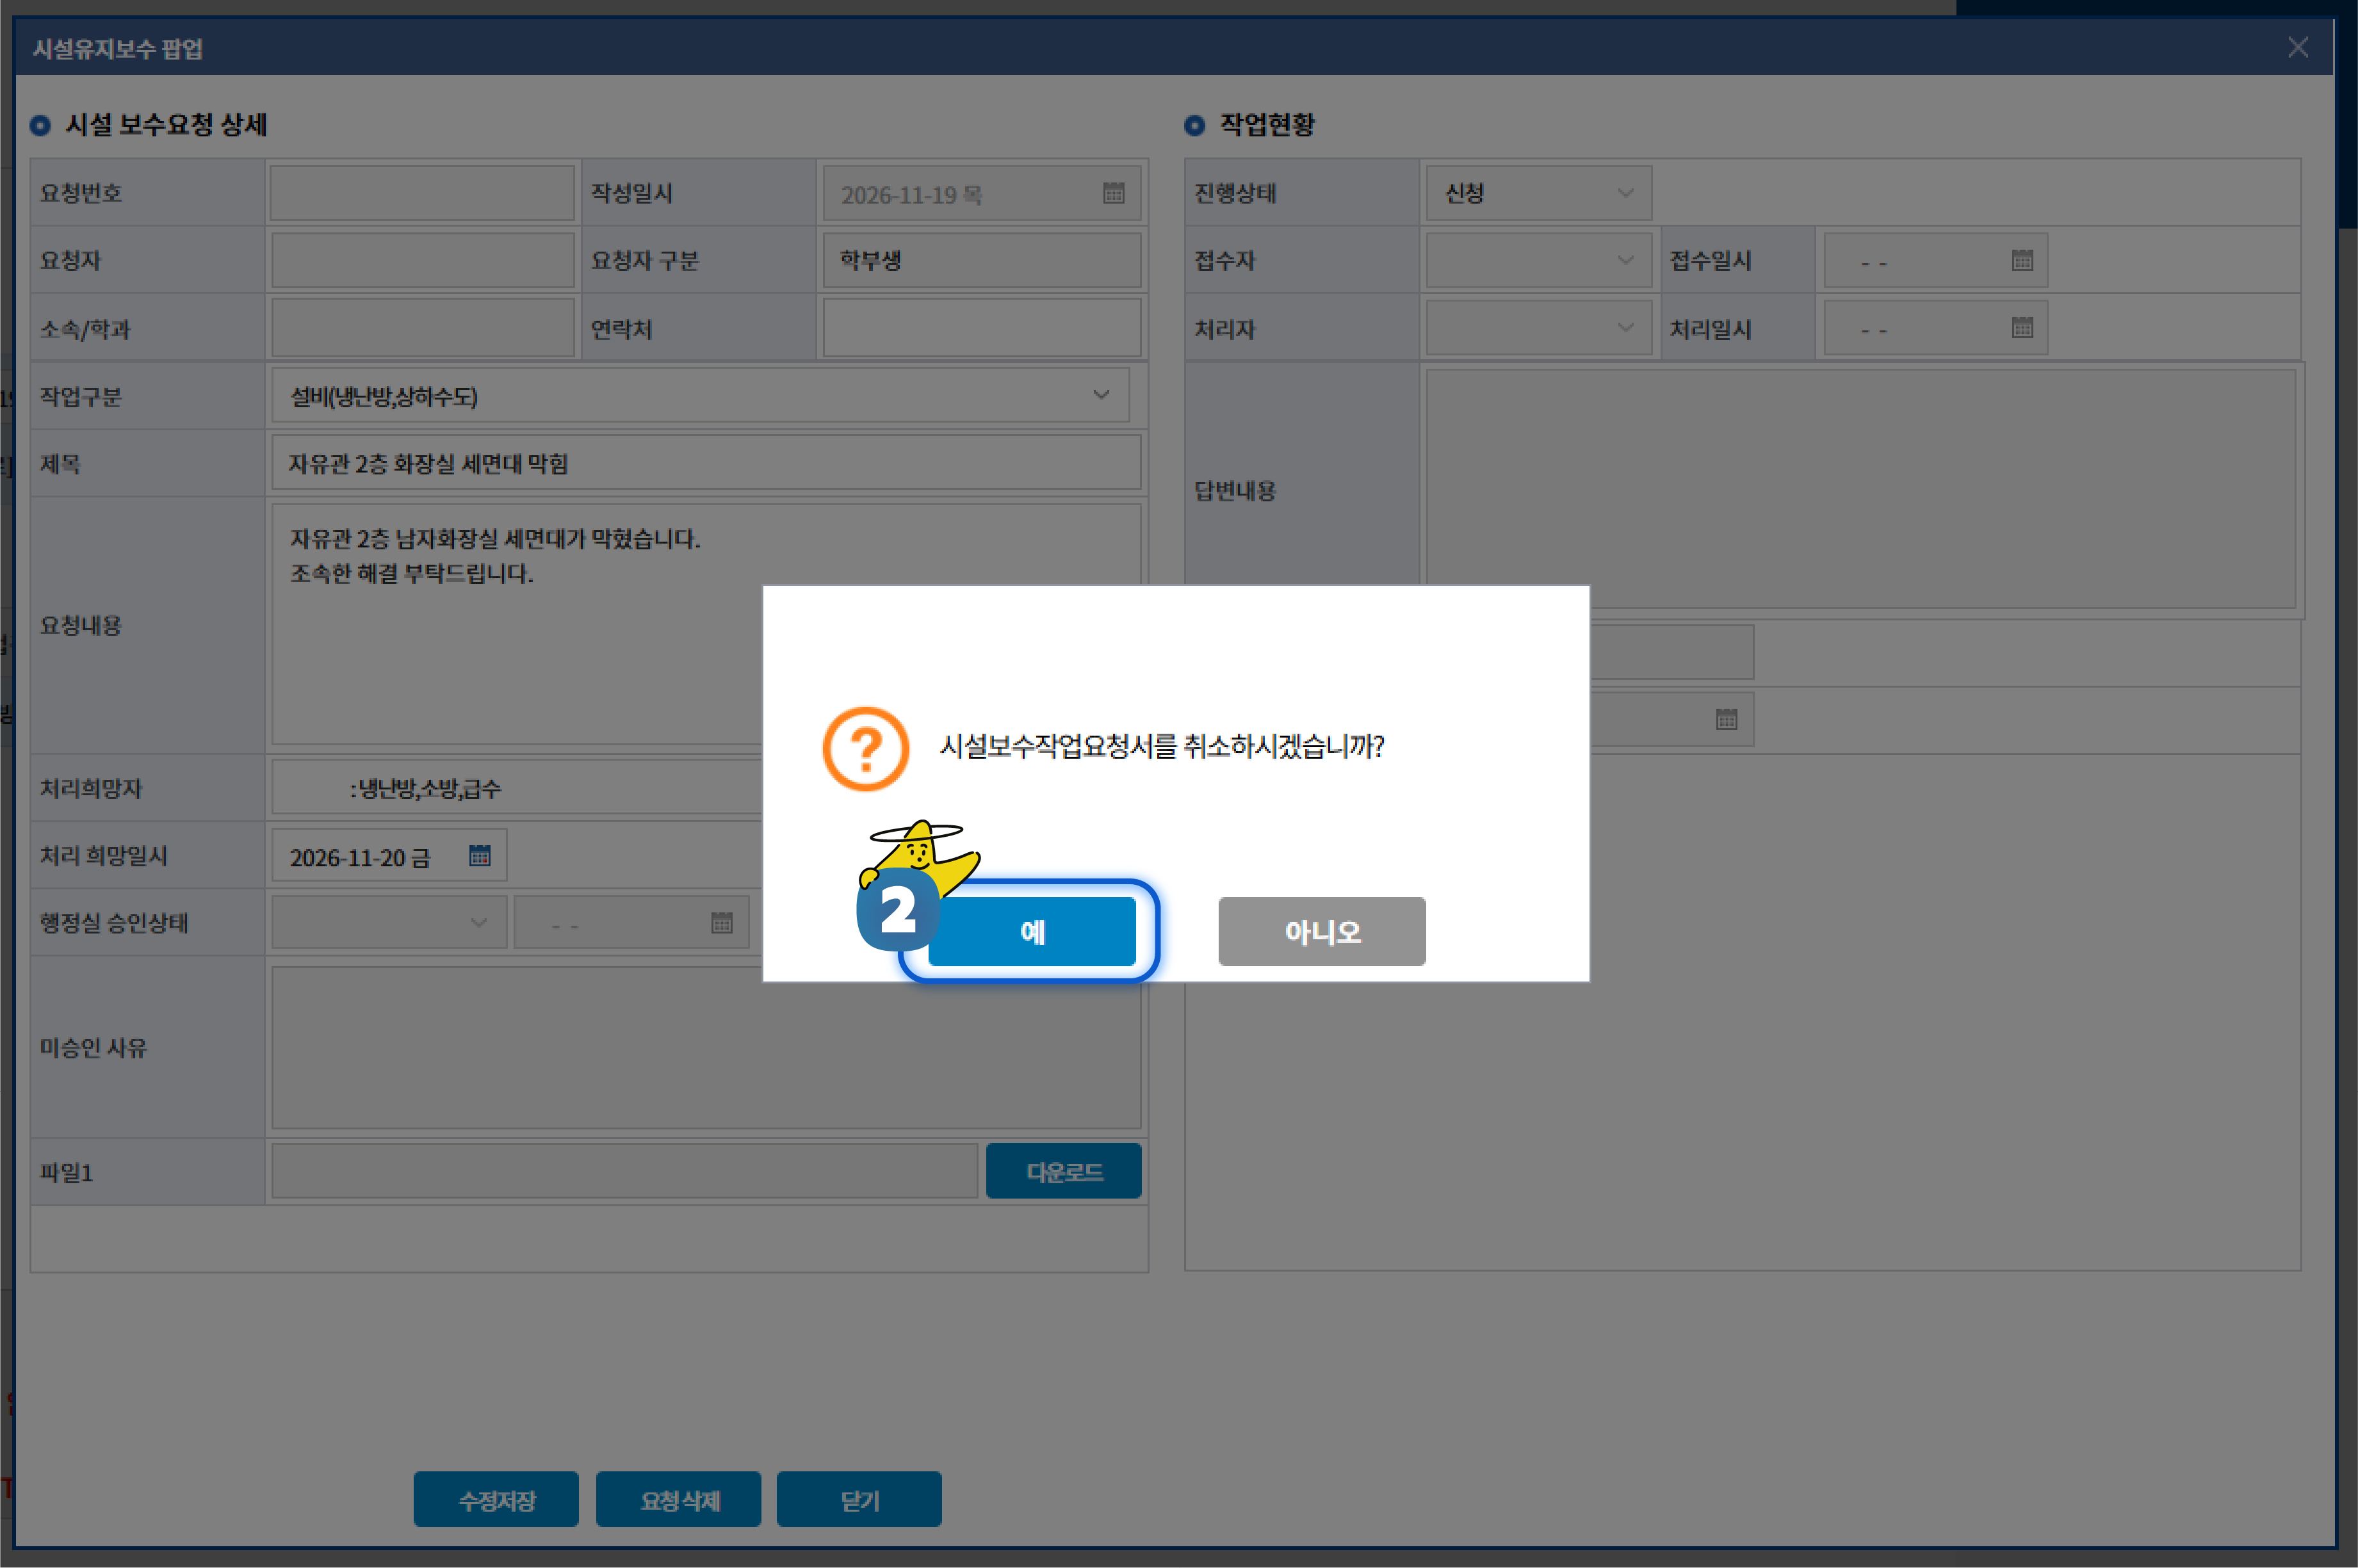 시설유지보수 팝업
시설 보수요청 상세
요청번호
작성일시
2026-11-19 목
요청자
요청자 구분
학부생
소속/학과
연락처
작업구분
설비(냉난방,상하수도)
제목
자유관 2층 화장실 세면대 막힘
요청내용
자유관 2층 남자화장실 세면대가 막혔습니다.
조속한 해결 부탁드립니다.
처리희망자
: 냉난방,소방,급수
처리 희망일시
2026-11-20 금
행정실 승인상태
- -
미승인 사유
파일1
다운로드
수정저장
요청삭제
닫기
작업현황
진행상태
신청
접수자
접수일시
- -
처리자
처리일시
- -
답변내용
시설보수작업요청서를 취소하시겠습니까?
2
예
아니오